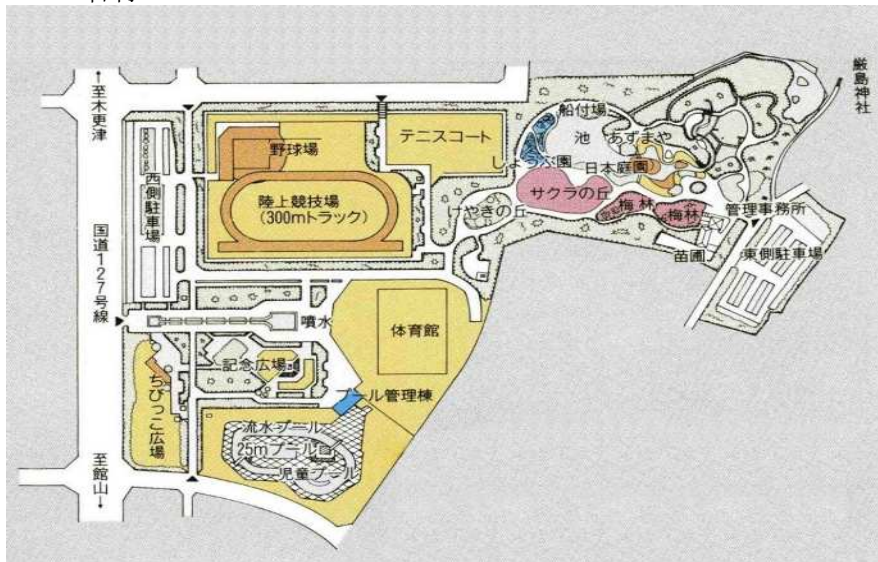 ↑至木更津
国道127号線
至館山↓
西側駐車場
野球場
陸上競技場
(300mトラック)
テニスコート
船付場
池
あずまや
しょうぶ園
日本庭園
サクラの丘
けやきの丘
梅林
梅林
管理事務所
苗圃
東側駐車場
厳島神社
噴水
体育館
記念広場
プール管理棟
ちびっこ広場
流水プール
25mプール
児童プール